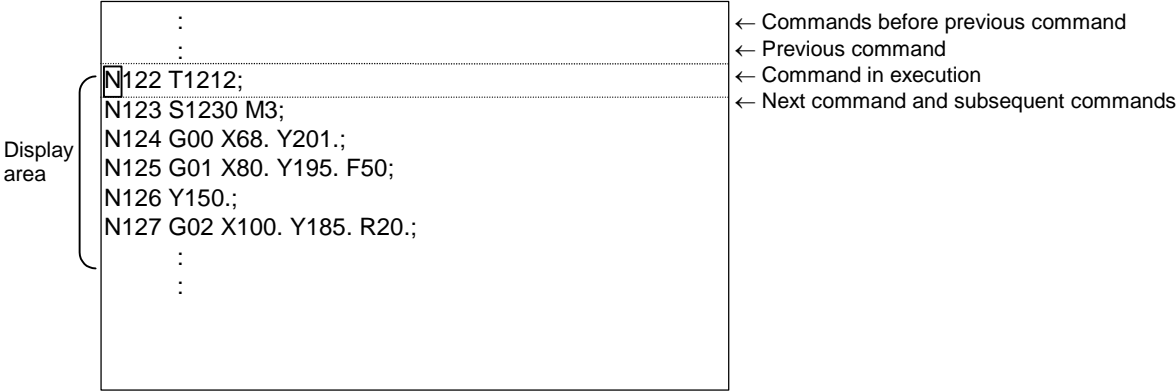 :
← Commands before previous command
:
← Previous command
N122 T1212;
← Command in execution
N123 S1230 M3;
← Next command and subsequent commands
N124 G00 X68. Y201.;
Display
area
N125 G01 X80. Y195. F50;
N126 Y150.;
N127 G02 X100. Y185. R20.;
:
: